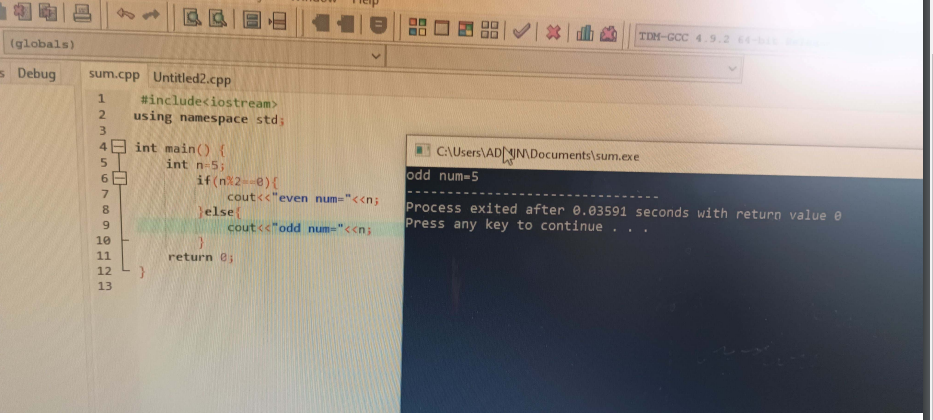 Help
TDM-GCC 4.9.2 64-bit
(globals)
s Debug
sum.cpp Untitled2.cpp
1 #include<iostream>
2 using namespace std;
3
4 int main() {
5 int n=5;
6 if(n%2==0){
7 cout<<"even num="<<n;
8 }else{
9 cout<<"odd num="<<n;
10 }
11 return 0;
12 }
13
C:\Users\ADMIN\Documents\sum.exe
odd num=5
--------------------------------
Process exited after 0.03591 seconds with return value 0
Press any key to continue . . .